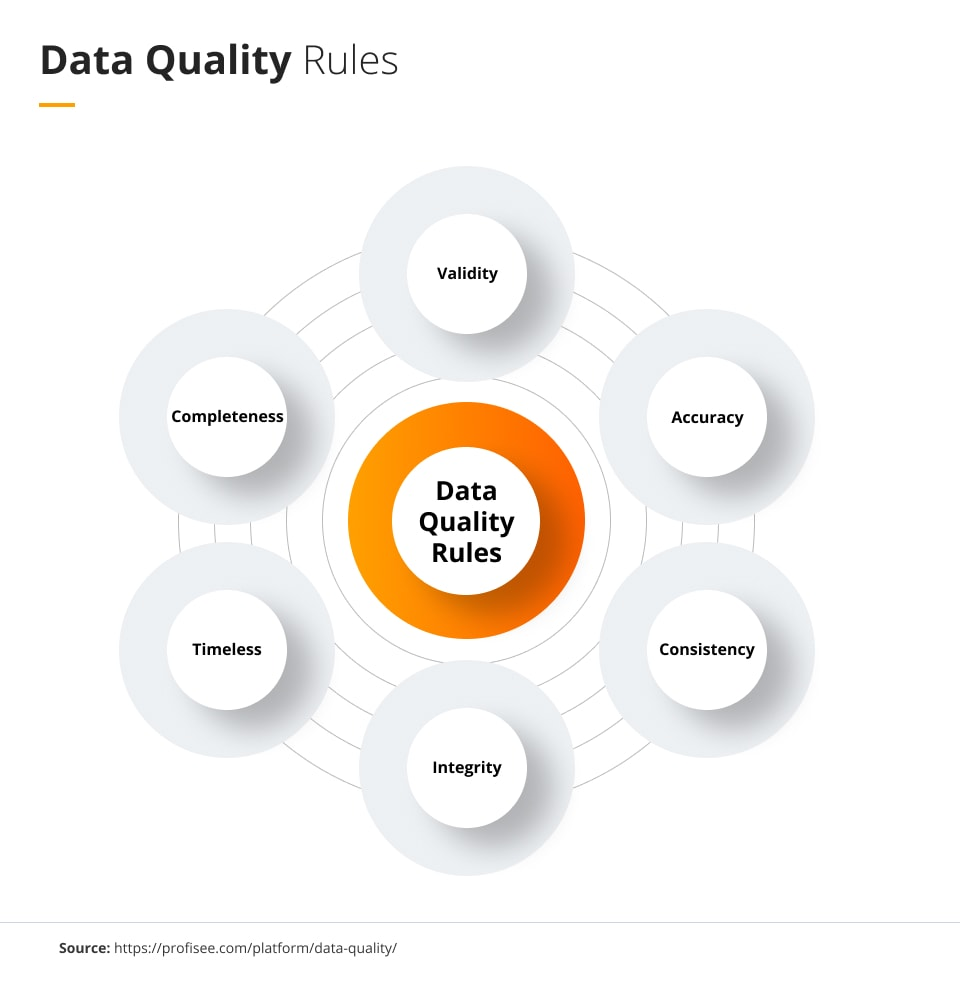 Data Quality Rules
Validity
Completeness
Accuracy
Data
Quality
Rules
Timeless
Consistency
Integrity
Source: https://profisee.com/platform/data-quality/